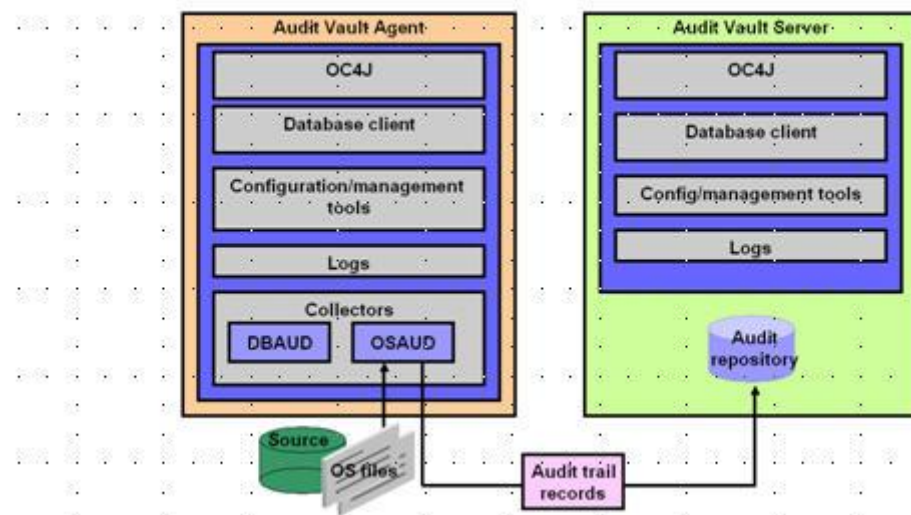 Audit Vault Agent
OC4J
Database client
Configuration/management
tools
Logs
Collectors
DBAUD
OSAUD
Source
OS files
Audit trail
records
Audit Vault Server
OC4J
Database client
Config/management tools
Logs
Audit
repository